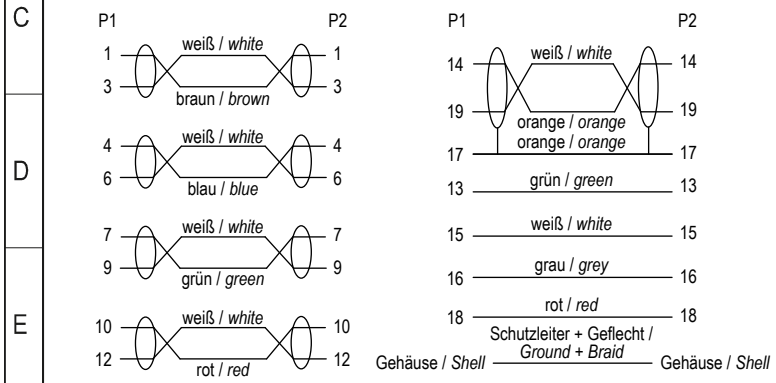 C
D
E
P1 P2
weiß / white
1 1
3 3
braun / brown
weiß / white
4 4
6 6
blau / blue
weiß / white
7 7
9 9
grün / green
weiß / white
10 10
12 12
rot / red
P1 P2
weiß / white
14 14
19 19
orange / orange
orange / orange
17 17
grün / green
13 13
weiß / white
15 15
grau / grey
16 16
rot / red
18 18
Schutzleiter + Geflecht /
Ground + Braid
Gehäuse / Shell Gehäuse / Shell